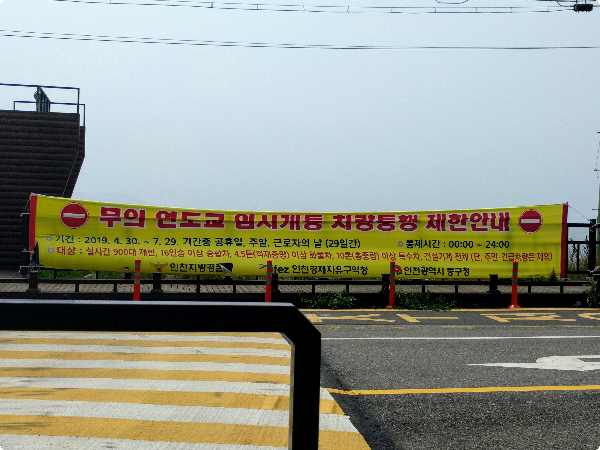 무의 연도교 임시개통 차량통행 제한안내
기간 : 2019. 4. 30. ~ 7. 29. 기간중 공휴일, 주말, 근로자의 날 (29일간) 통제시간 : 00:00 ~ 24:00
대상 : 실시간 900대 제한, 16인승 이상 승합차, 4.5톤(적재중량) 이상 화물차, 10톤(총중량) 이상 특수차, 건설기계 전체 (단, 주민·긴급차량은 제외)
인천지방경찰청 ifez 인천경제자유구역청 인천광역시 중구청